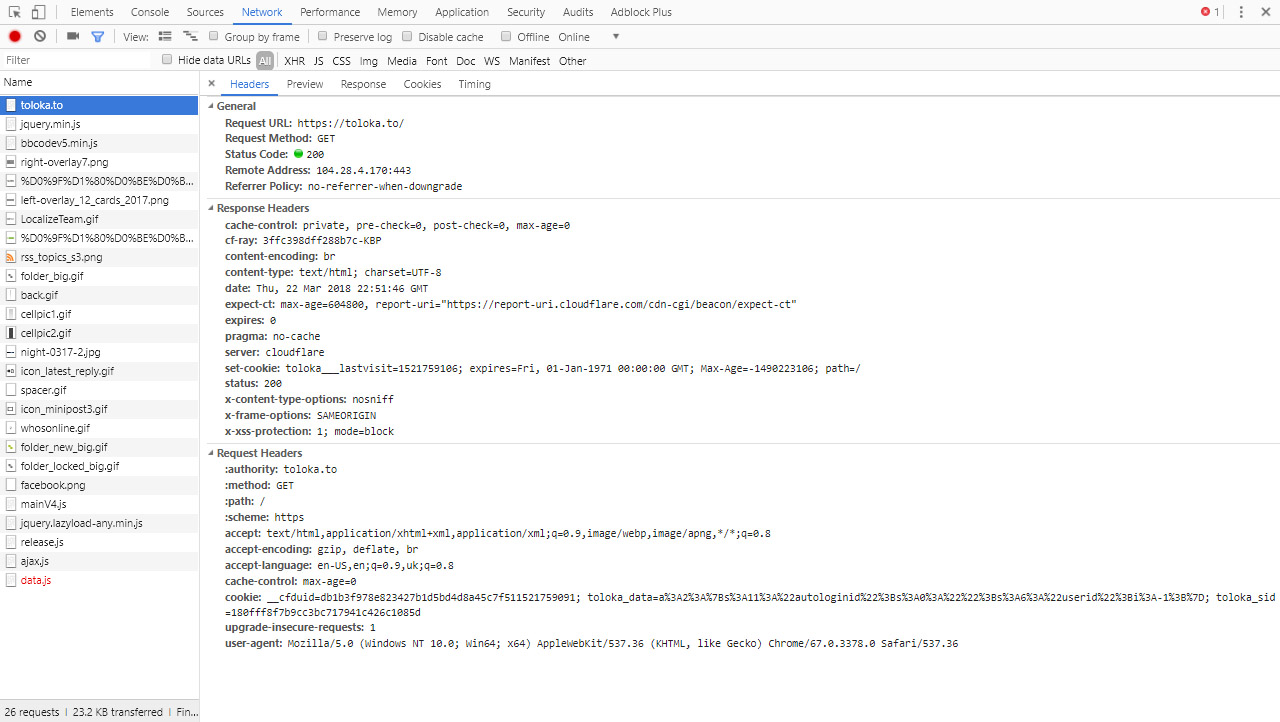 Elements Console Sources Network Performance Memory Application Security Audits Adblock Plus 1
View: Group by frame Preserve log Disable cache Offline Online
Filter Hide data URLs All XHR JS CSS Img Media Font Doc WS Manifest Other
Name
toloka.to
jquery.min.js
bbcodev5.min.js
right-overlay7.png
%D0%9F%D1%80%D0%BE%D0%B...
left-overlay_12_cards_2017.png
LocalizeTeam.gif
%D0%9F%D1%80%D0%BE%D0%B...
rss_topics_s3.png
folder_big.gif
back.gif
cellpic1.gif
cellpic2.gif
night-0317-2.jpg
icon_latest_reply.gif
spacer.gif
icon_minipost3.gif
whosonline.gif
folder_new_big.gif
folder_locked_big.gif
facebook.png
mainV4.js
jquery.lazyload-any.min.js
release.js
ajax.js
data.js
26 requests | 23.2 KB transferred | Fin...
Headers Preview Response Cookies Timing
General
Request URL: https://toloka.to/
Request Method: GET
Status Code: 200
Remote Address: 104.28.4.170:443
Referrer Policy: no-referrer-when-downgrade
Response Headers
cache-control: private, pre-check=0, post-check=0, max-age=0
cf-ray: 3ffc398dff288b7c-KBP
content-encoding: br
content-type: text/html; charset=UTF-8
date: Thu, 22 Mar 2018 22:51:46 GMT
expect-ct: max-age=604800, report-uri="https://report-uri.cloudflare.com/cdn-cgi/beacon/expect-ct"
expires: 0
pragma: no-cache
server: cloudflare
set-cookie: toloka___lastvisit=1521759106; expires=Fri, 01-Jan-1971 00:00:00 GMT; Max-Age=-1490223106; path=/
status: 200
x-content-type-options: nosniff
x-frame-options: SAMEORIGIN
x-xss-protection: 1; mode=block
Request Headers
:authority: toloka.to
:method: GET
:path: /
:scheme: https
accept: text/html,application/xhtml+xml,application/xml;q=0.9,image/webp,image/apng,*/*;q=0.8
accept-encoding: gzip, deflate, br
accept-language: en-US,en;q=0.9,uk;q=0.8
cache-control: max-age=0
cookie: __cfduid=db1b3f978e823427b1d5bd4d8a45c7f511521759091; toloka_data=a%3A2%3A%7Bs%3A11%3A%22autologinid%22%3Bs%3A0%3A%22%22%3Bs%3A6%3A%22userid%22%3Bi%3A-1%3B%7D; toloka_sid
=180fff8f7b9cc3bc717941c426c1085d
upgrade-insecure-requests: 1
user-agent: Mozilla/5.0 (Windows NT 10.0; Win64; x64) AppleWebKit/537.36 (KHTML, like Gecko) Chrome/67.0.3378.0 Safari/537.36